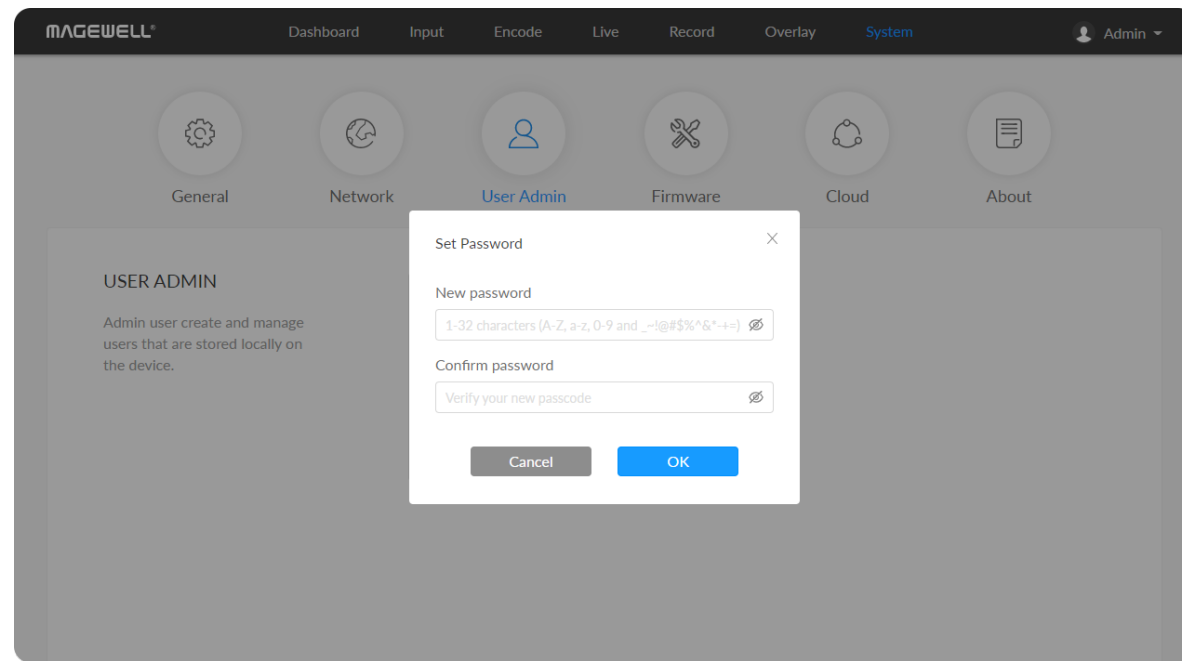 MAGEWELL®
Dashboard Input Encode Live Record Overlay System Admin
General Network User Admin Firmware Cloud About
USER ADMIN
Admin user create and manage
users that are stored locally on
the device.
Set Password
New password
1-32 characters (A-Z, a-z, 0-9 and _~!@#$%^&*-+=)
Confirm password
Verify your new passcode
Cancel OK